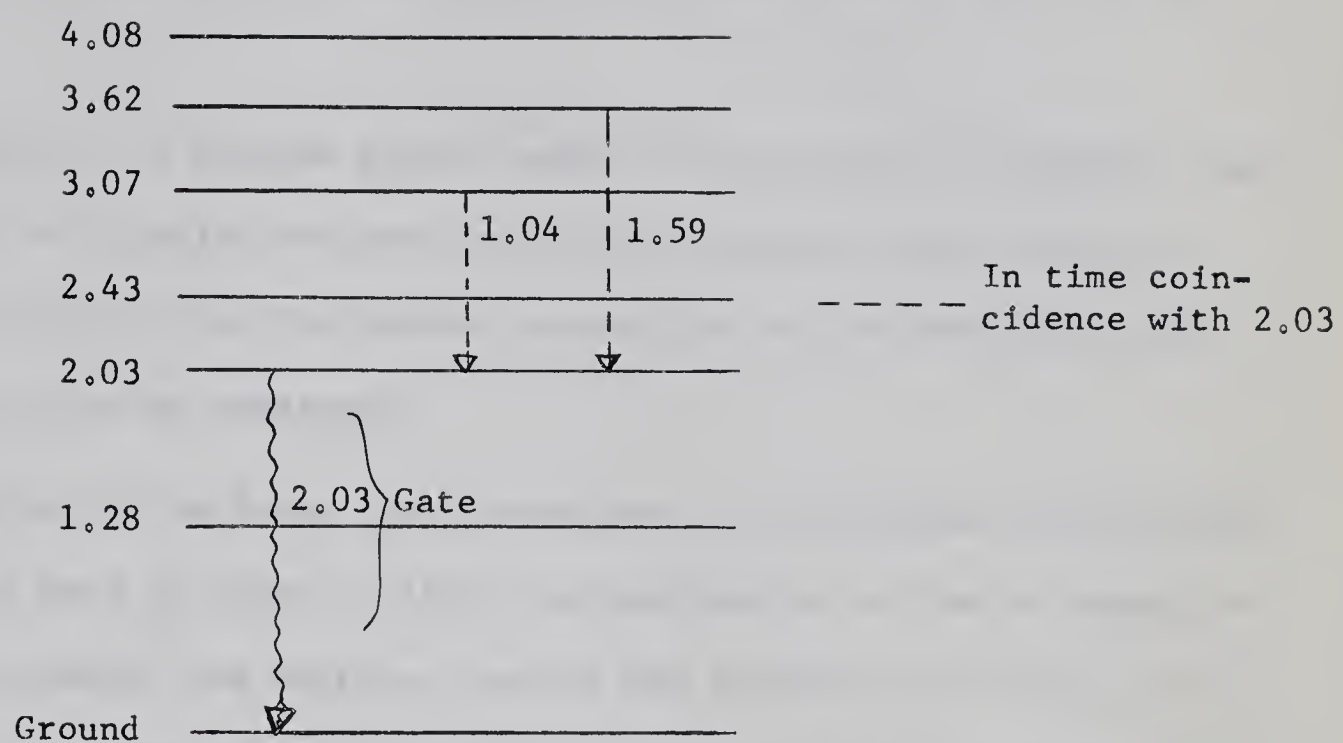 4.08
3.62
3.07
1.04
1.59
2.43
In time coin-
cidence with 2.03
2.03
2.03
Gate
1.28
Ground